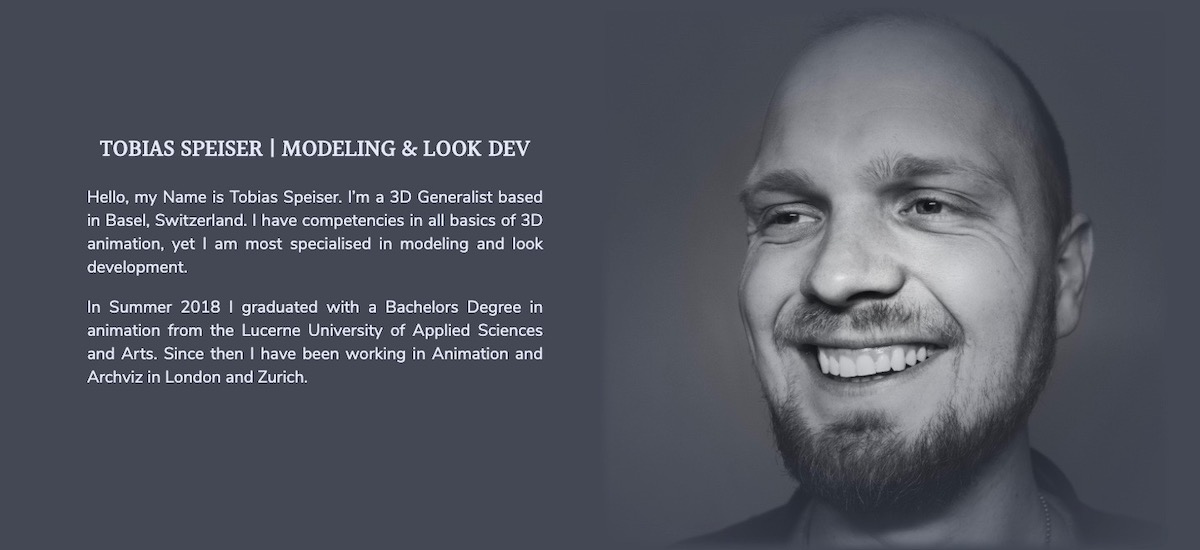 TOBIAS SPEISER | MODELING & LOOK DEV
Hello, my Name is Tobias Speiser. I'm a 3D Generalist based
in Basel, Switzerland. I have competencies in all basics of 3D
animation, yet I am most specialised in modeling and look
development.
In Summer 2018 I graduated with a Bachelors Degree in
animation from the Lucerne University of Applied Sciences
and Arts. Since then I have been working in Animation and
Archviz in London and Zurich.